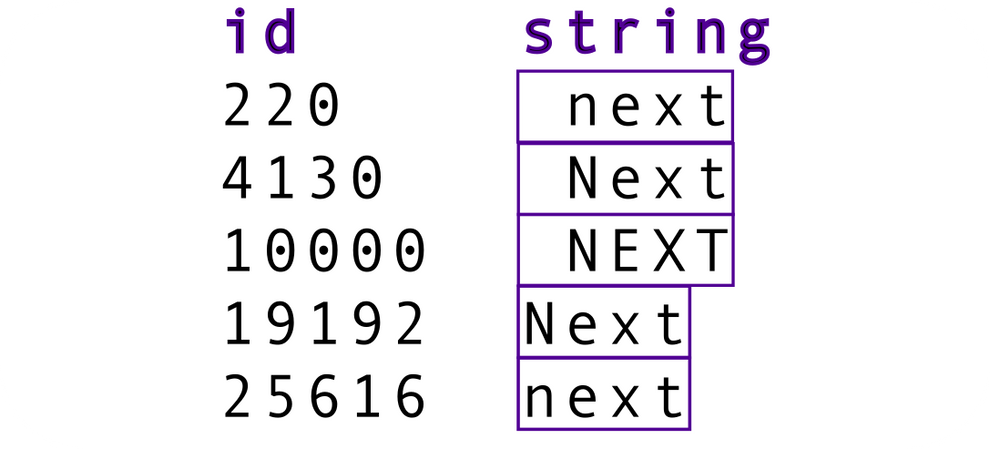 id string
220  next
4130  Next
10000  NEXT
19192 Next
25616 next